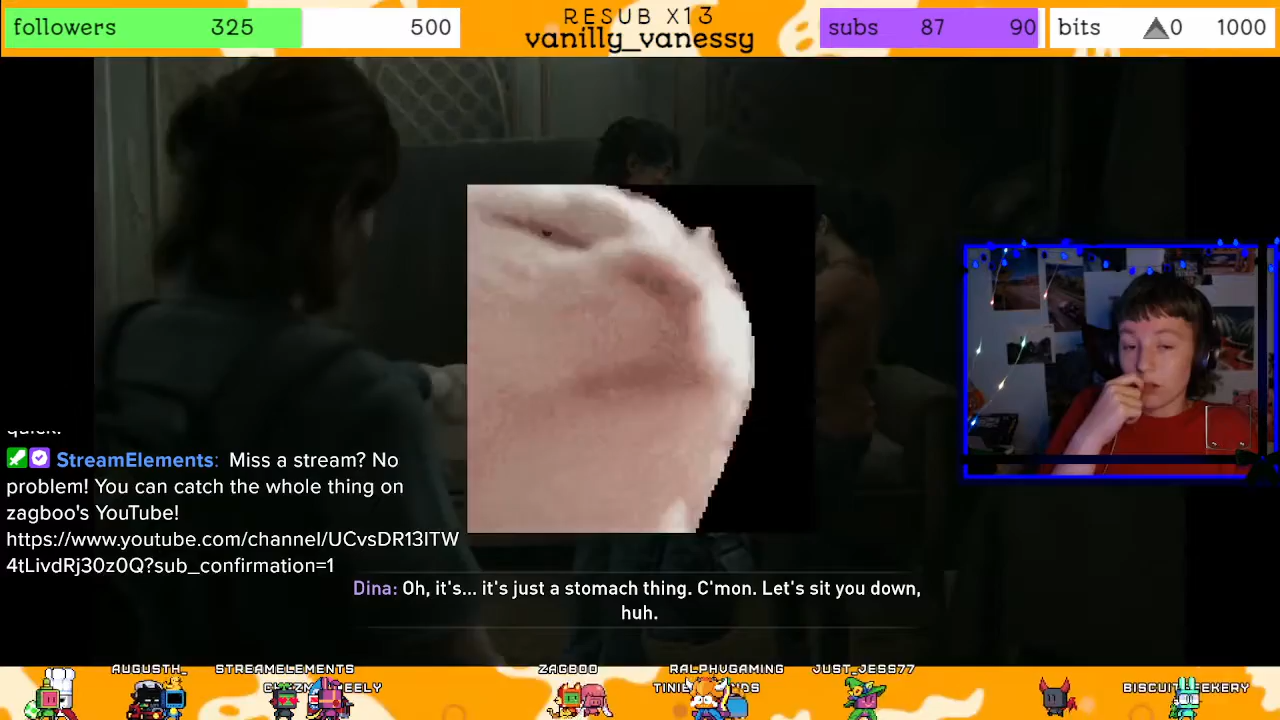 followers 325 500
RESUB X13
vanilly_vanessy
subs 87 90
bits 0 1000
quick.
StreamElements: Miss a stream? No
problem! You can catch the whole thing on
zagboo's YouTube!
https://www.youtube.com/channel/UCvsDR13ITW
4tLivdRj30z0Q?sub_confirmation=1
Dina: Oh, it's... it's just a stomach thing. C'mon. Let's sit you down,
huh.
AUGUSTH_ STREAMELEMENTS ZAGBOO RALPHVGAMING JUST_JESS77